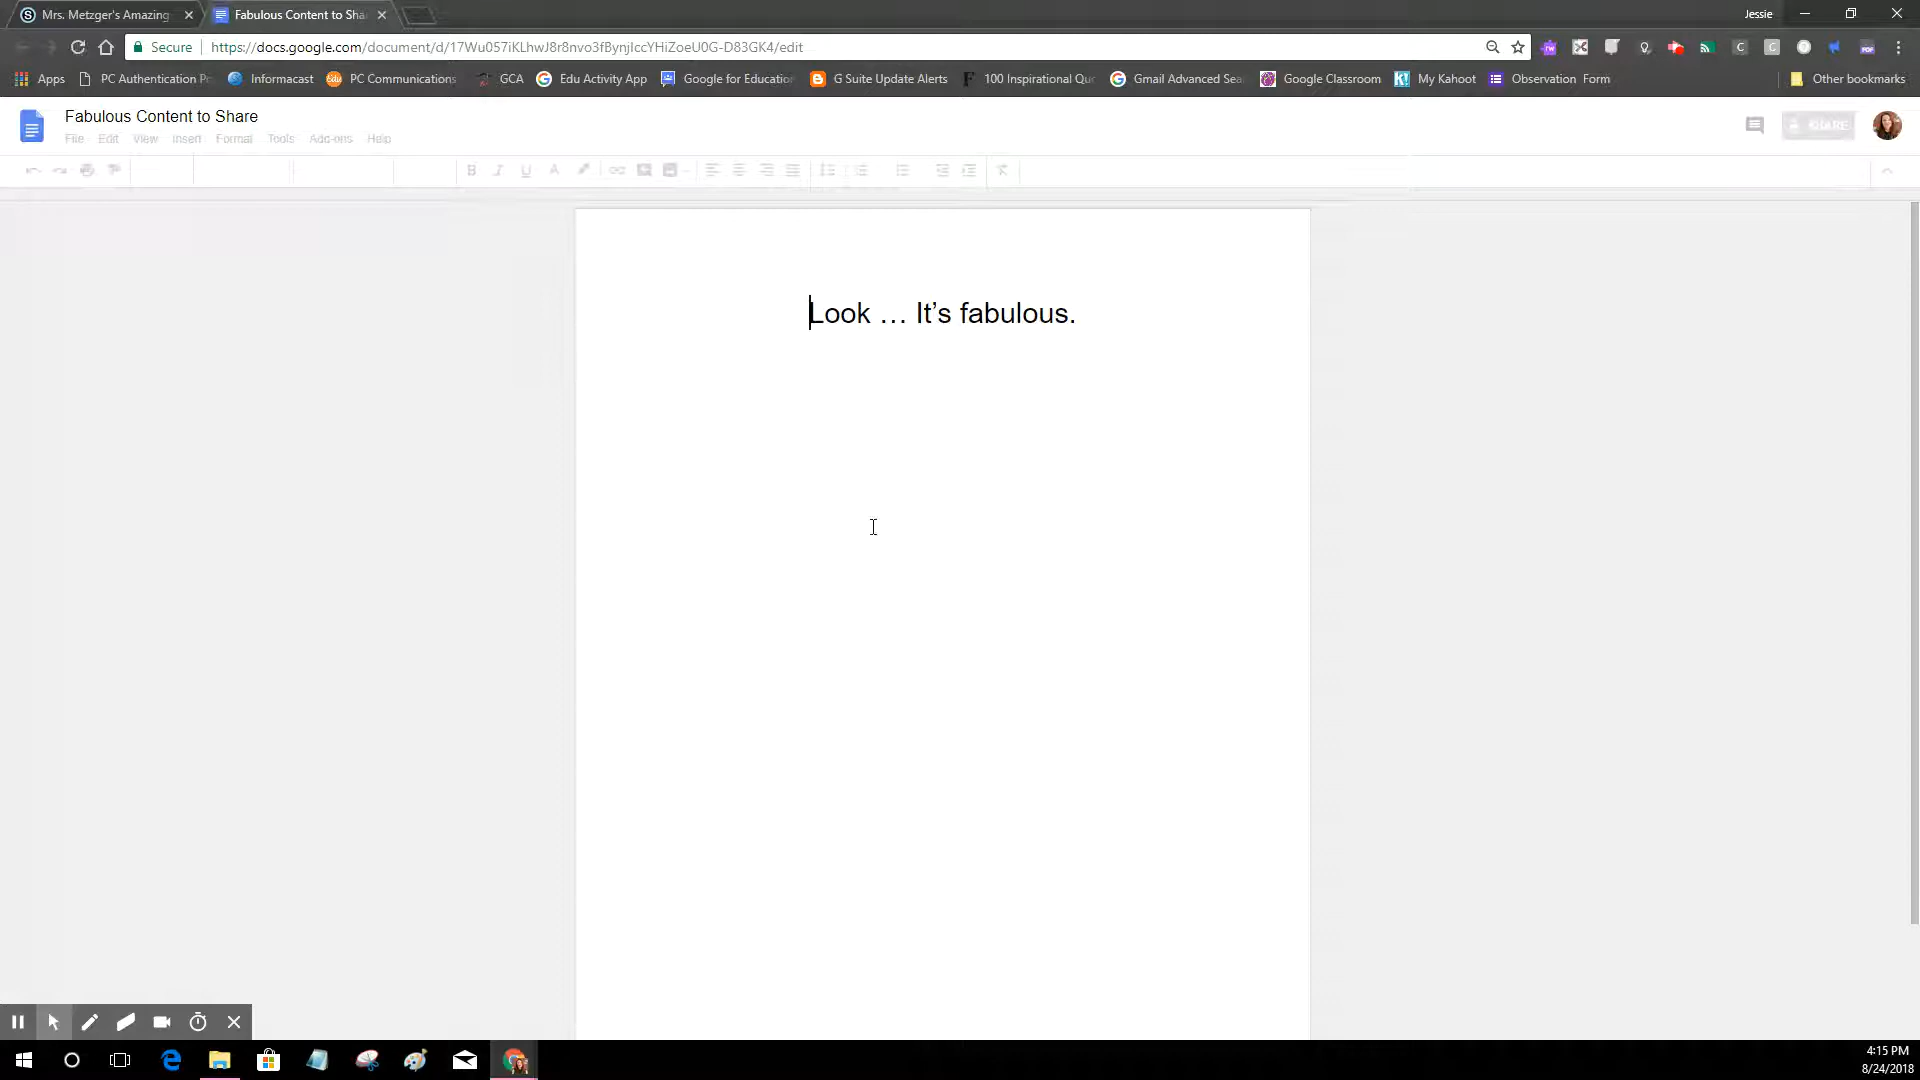 Mrs. Metzger's Amazing
Fabulous Content to Sha
Jessie
Secure
https://docs.google.com/document/d/17Wu057iKLhwJ8r8nvo3fBynjIccYHiZoeU0G-D83GK4/edit
Apps
PC Authentication P
Informacast
PC Communications
GCA
Edu Activity App
Google for Educatio
G Suite Update Alerts
100 Inspirational Qu
Gmail Advanced Sea
Google Classroom
My Kahoot
Observation Form
Other bookmarks
Fabulous Content to Share
File Edit View Insert Format Tools Add-ons Help
SHARE
Look … It’s fabulous.
4:15 PM
8/24/2018